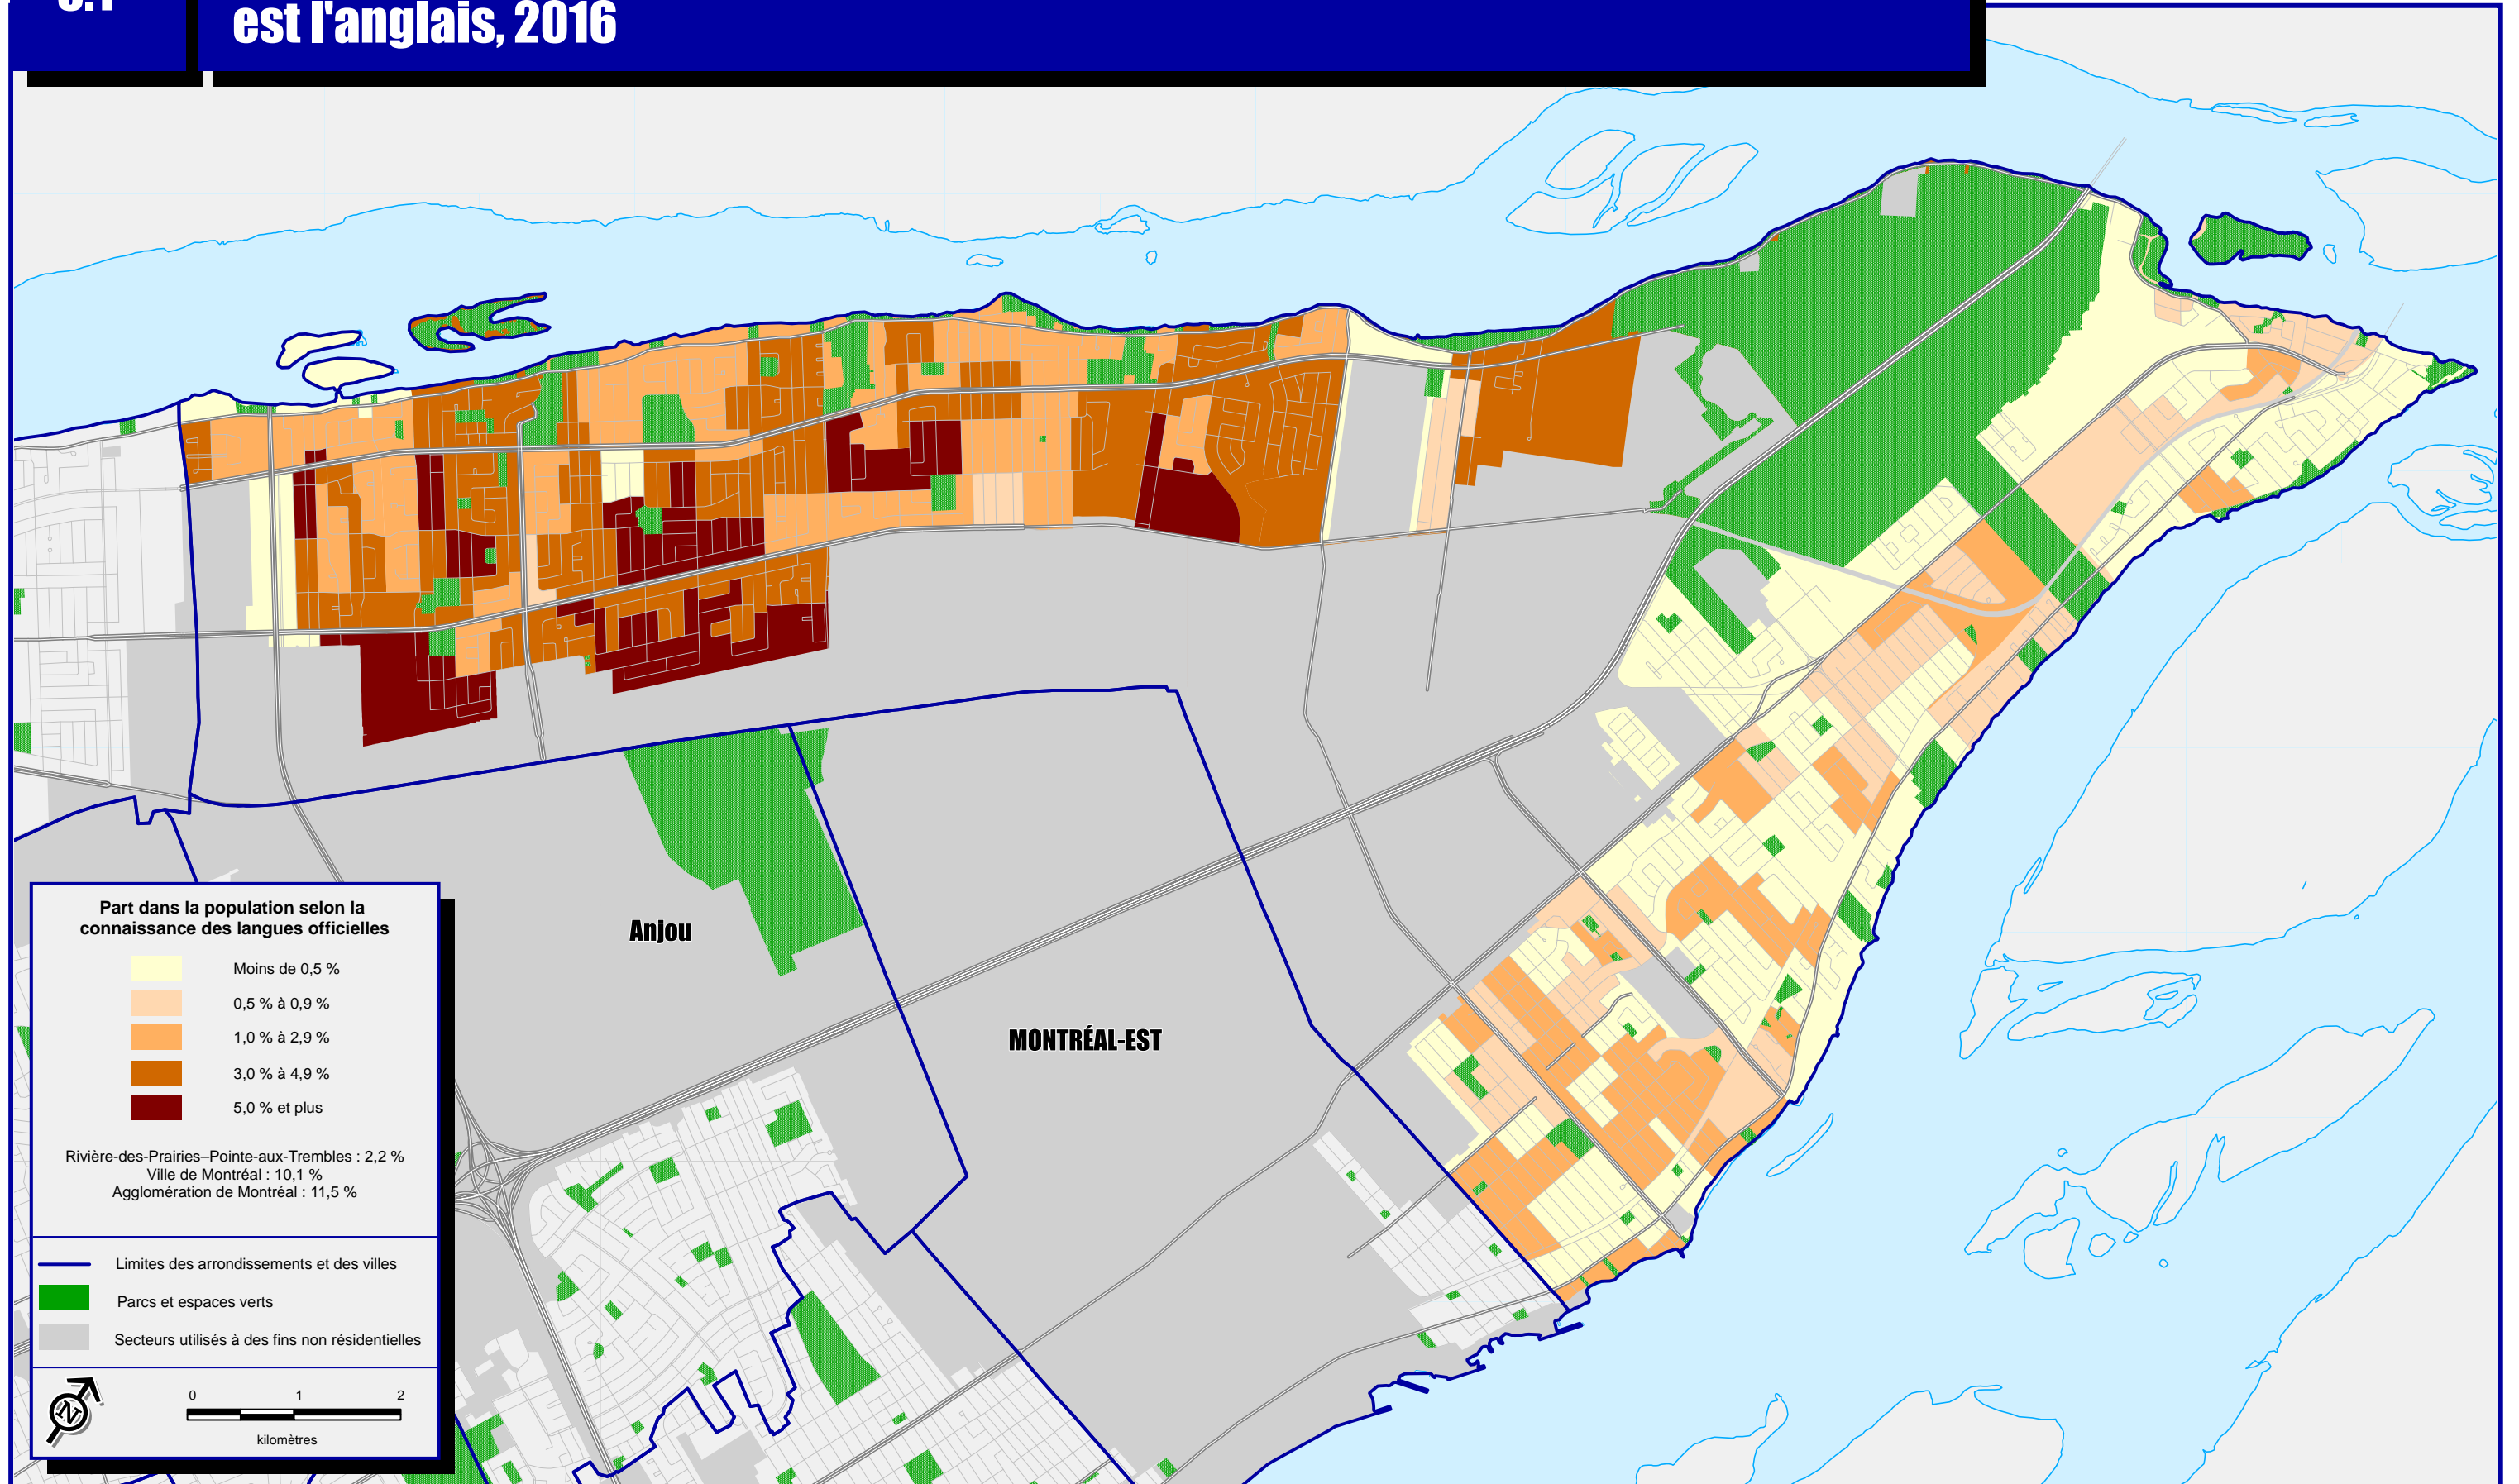 est l'anglais, 2016
Anjou
MONTRÉAL-EST
Part dans la population selon la
connaissance des langues officielles
Moins de 0,5 %
0,5 % à 0,9 %
1,0 % à 2,9 %
3,0 % à 4,9 %
5,0 % et plus
Rivière-des-Prairies–Pointe-aux-Trembles : 2,2 %
Ville de Montréal : 10,1 %
Agglomération de Montréal : 11,5 %
Limites des arrondissements et des villes
Parcs et espaces verts
Secteurs utilisés à des fins non résidentielles
N
0 1 2
kilomètres